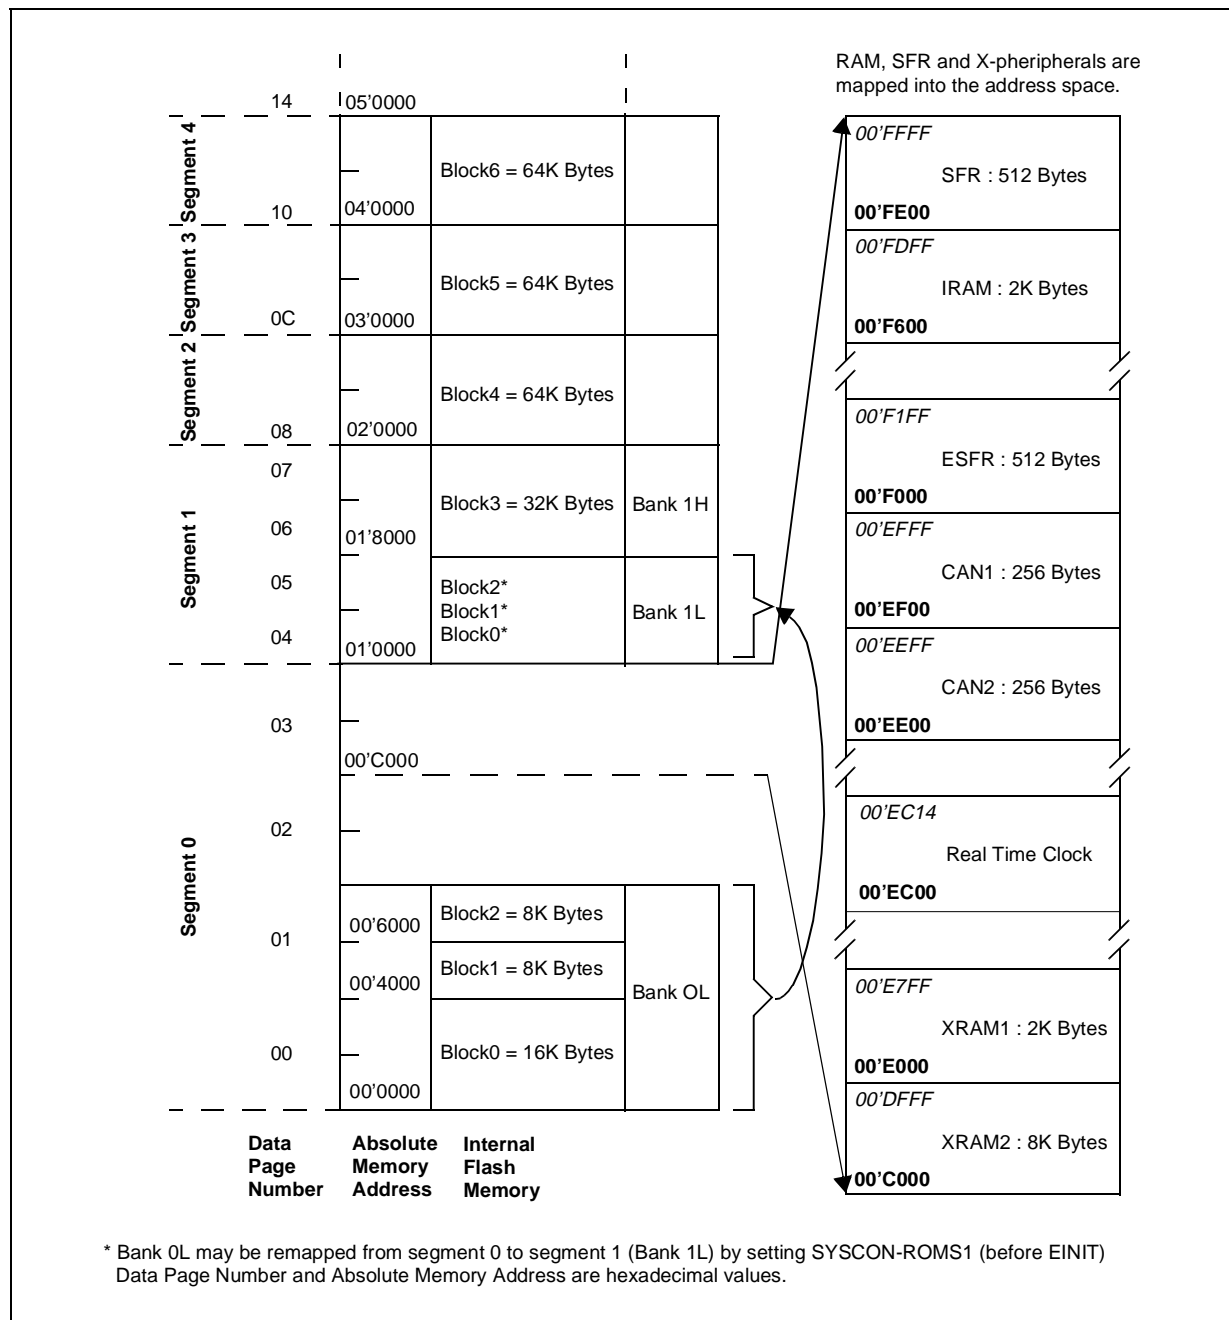 RAM, SFR and X-pheripherals are
mapped into the address space.
14 05'0000
Segment 4
Block6 = 64K Bytes
10 04'0000
Segment 3
Block5 = 64K Bytes
0C 03'0000
Segment 2
Block4 = 64K Bytes
08 02'0000
Segment 1
07
Block3 = 32K Bytes Bank 1H
06 01'8000
05
Block2*
Block1*
Block0*
Bank 1L
04 01'0000
Segment 0
03
00'C000
02
Block2 = 8K Bytes
00'6000
01
Block1 = 8K Bytes
00'4000
Bank OL
00
Block0 = 16K Bytes
00'0000
Data
Page
Number
Absolute
Memory
Address
Internal
Flash
Memory
00'FFFF
SFR : 512 Bytes
00'FE00
00'FDFF
IRAM : 2K Bytes
00'F600
00'F1FF
ESFR : 512 Bytes
00'F000
00'EFFF
CAN1 : 256 Bytes
00'EF00
00'EEFF
CAN2 : 256 Bytes
00'EE00
00'EC14
Real Time Clock
00'EC00
00'E7FF
XRAM1 : 2K Bytes
00'E000
00'DFFF
XRAM2 : 8K Bytes
00'C000
* Bank 0L may be remapped from segment 0 to segment 1 (Bank 1L) by setting SYSCON-ROMS1 (before EINIT)
Data Page Number and Absolute Memory Address are hexadecimal values.